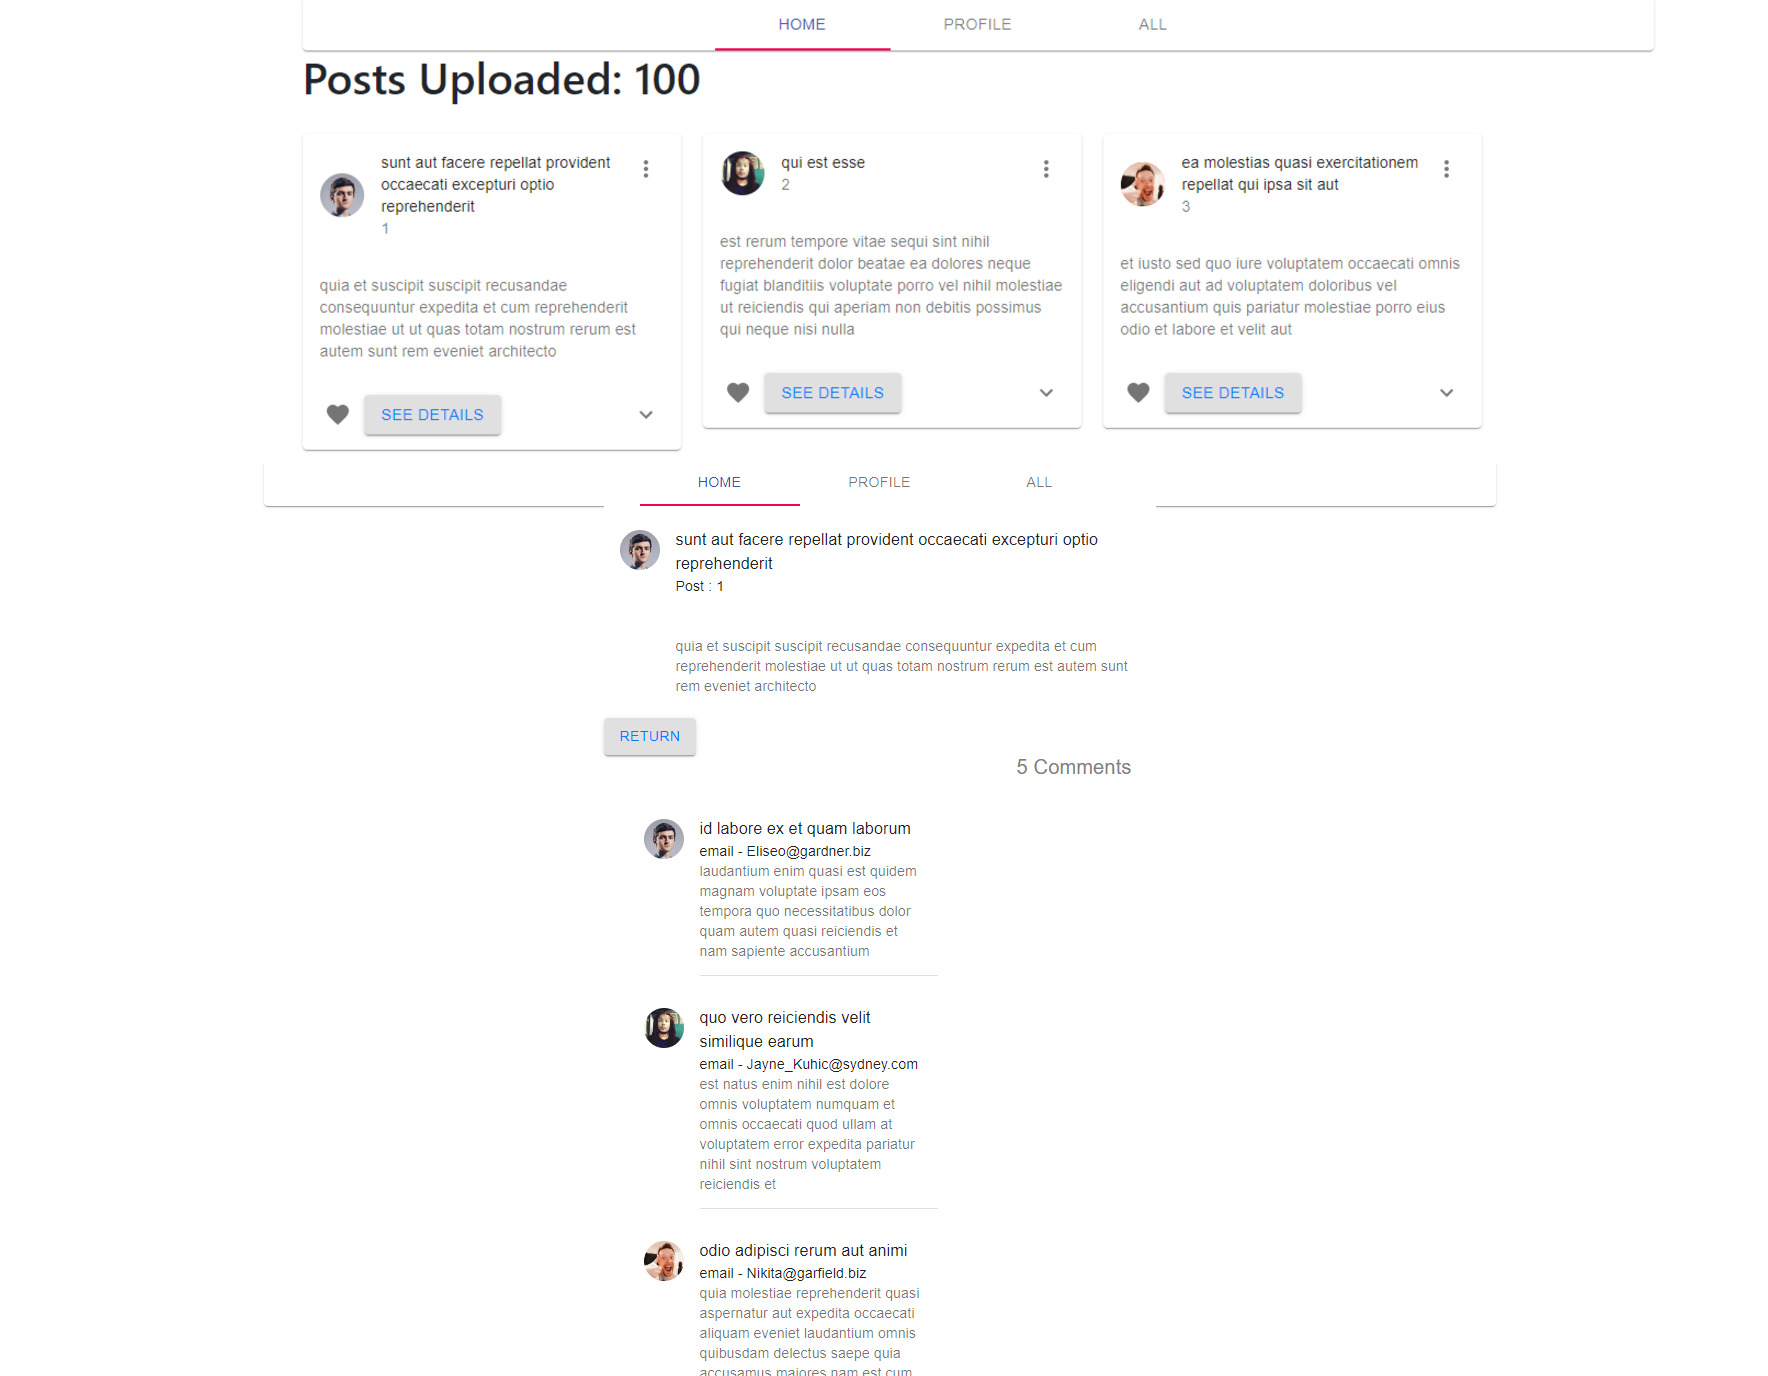 HOME PROFILE ALL
Posts Uploaded: 100
sunt aut facere repellat provident
occaecati excepturi optio
reprehenderit
1
quia et suscipit suscipit recusandae
consequuntur expedita et cum reprehenderit
molestiae ut ut quas totam nostrum rerum est
autem sunt rem eveniet architecto
SEE DETAILS
qui est esse
2
est rerum tempore vitae sequi sint nihil
reprehenderit dolor beatae ea dolores neque
fugiat blanditiis voluptate porro vel nihil molestiae
ut reiciendis qui aperiam non debitis possimus
qui neque nisi nulla
SEE DETAILS
ea molestias quasi exercitationem
repellat qui ipsa sit aut
3
et iusto sed quo iure voluptatem occaecati omnis
eligendi aut ad voluptatem doloribus vel
accusantium quis pariatur molestiae porro eius
odio et labore et velit aut
SEE DETAILS
HOME PROFILE ALL
sunt aut facere repellat provident occaecati excepturi optio
reprehenderit
Post : 1
quia et suscipit suscipit recusandae consequuntur expedita et cum
reprehenderit molestiae ut ut quas totam nostrum rerum est autem sunt
rem eveniet architecto
RETURN
5 Comments
id labore ex et quam laborum
email - Eliseo@gardner.biz
laudantium enim quasi est quidem
magnam voluptate ipsam eos
tempora quo necessitatibus dolor
quam autem quasi reiciendis et
nam sapiente accusantium
quo vero reiciendis velit
similique earum
email - Jayne_Kuhic@sydney.com
est natus enim nihil est dolore
omnis voluptatem numquam et
omnis occaecati quod ullam at
voluptatem error expedita pariatur
nihil sint nostrum voluptatem
reiciendis et
odio adipisci rerum aut animi
email - Nikita@garfield.biz
quia molestiae reprehenderit quasi
aspernatur aut expedita occaecati
aliquam eveniet laudantium omnis
quibusdam delectus saepe quia
accusamus maiores nam est cum